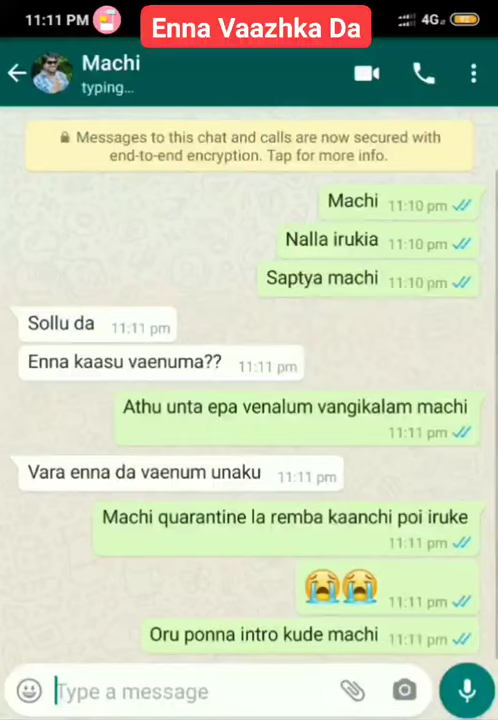 11:11 PM
Enna Vaazhka Da
4G
Machi
typing...
Messages to this chat and calls are now secured with
end-to-end encryption. Tap for more info.
Machi 11:10 pm
Nalla irukia 11:10 pm
Saptya machi 11:10 pm
Sollu da 11:11 pm
Enna kaasu vaenuma?? 11:11 pm
Athu unta epa venalum vangikalam machi
11:11 pm
Vara enna da vaenum unaku 11:11 pm
Machi quarantine la remba kaanchi poi iruke
11:11 pm
11:11 pm
Oru ponna intro kude machi 11:11 pm
Type a message